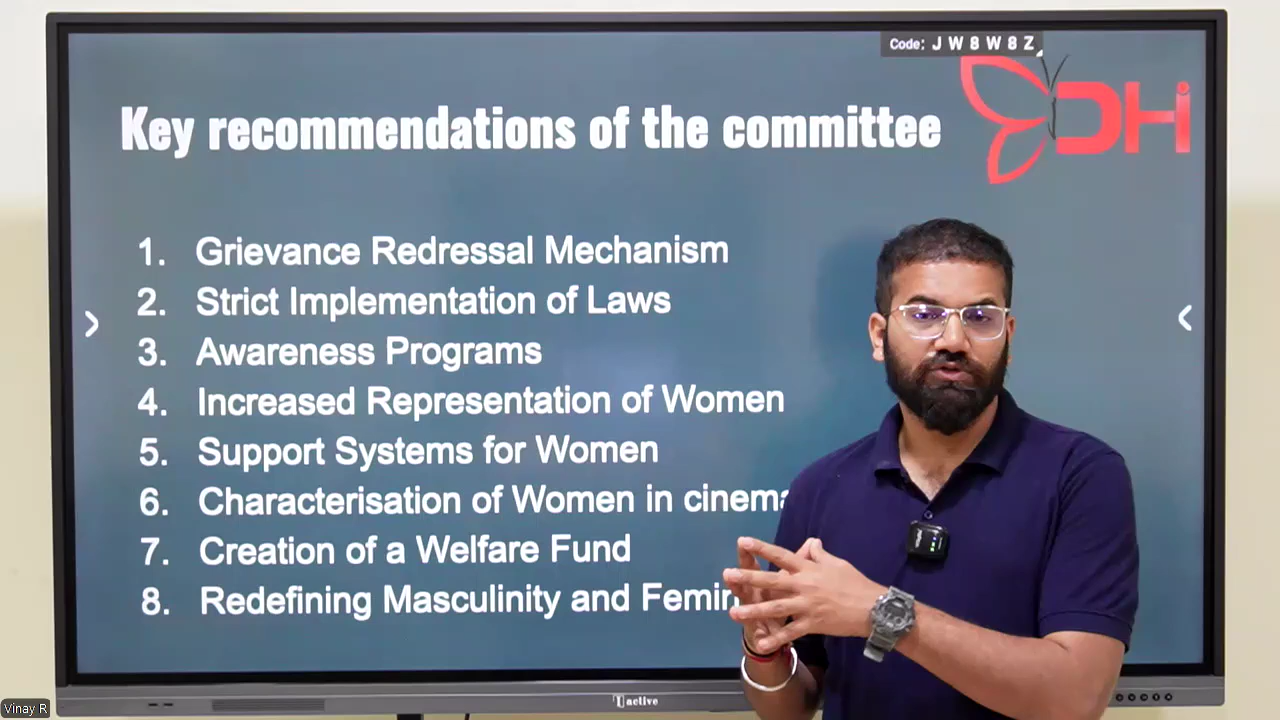 Code: J W 8 W 8 Z
DHi
Key recommendations of the committee
1. Grievance Redressal Mechanism
2. Strict Implementation of Laws
3. Awareness Programs
4. Increased Representation of Women
5. Support Systems for Women
6. Characterisation of Women in cinema
7. Creation of a Welfare Fund
8. Redefining Masculinity and Femin
active
Vinay R